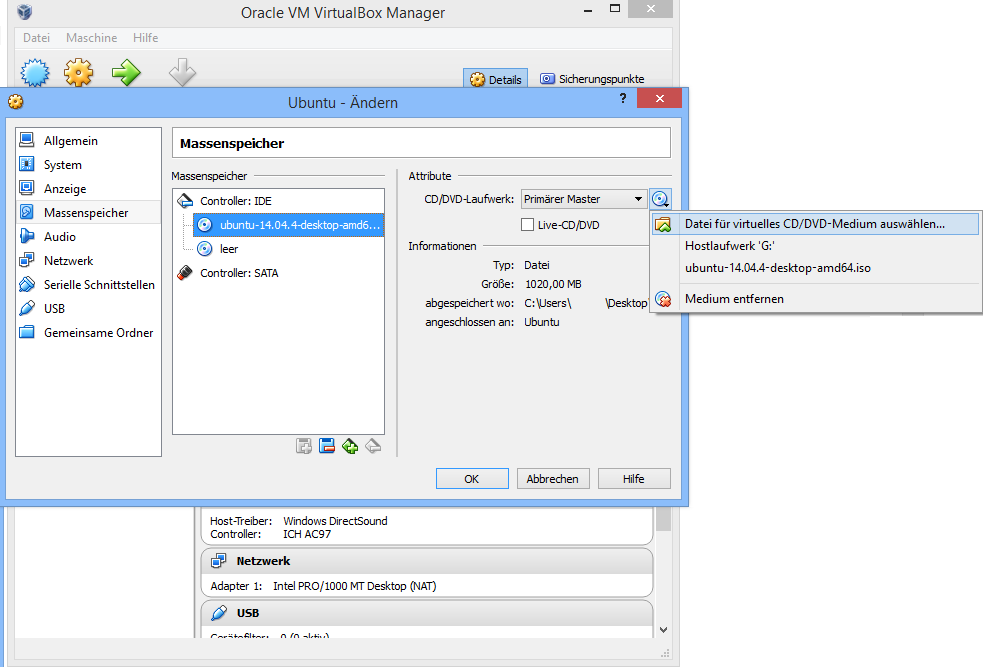 Oracle VM VirtualBox Manager
Datei Maschine Hilfe
Details Sicherungspunkte
Ubuntu - Ändern
?
Allgemein
System
Anzeige
Massenspeicher
Audio
Netzwerk
Serielle Schnittstellen
USB
Gemeinsame Ordner
Massenspeicher
Massenspeicher
Controller: IDE
ubuntu-14.04.4-desktop-amd6...
leer
Controller: SATA
Attribute
CD/DVD-Laufwerk: Primärer Master
Live-CD/DVD
Informationen
Typ: Datei
Größe: 1020,00 MB
abgespeichert wo: C:\Users\ \Desktop
angeschlossen an: Ubuntu
Datei für virtuelles CD/DVD-Medium auswählen...
Hostlaufwerk 'G:'
ubuntu-14.04.4-desktop-amd64.iso
Medium entfernen
OK Abbrechen Hilfe
Host-Treiber: Windows DirectSound
Controller: ICH AC97
Netzwerk
Adapter 1: Intel PRO/1000 MT Desktop (NAT)
USB
Gerätefilter: 0 (0 aktiv)